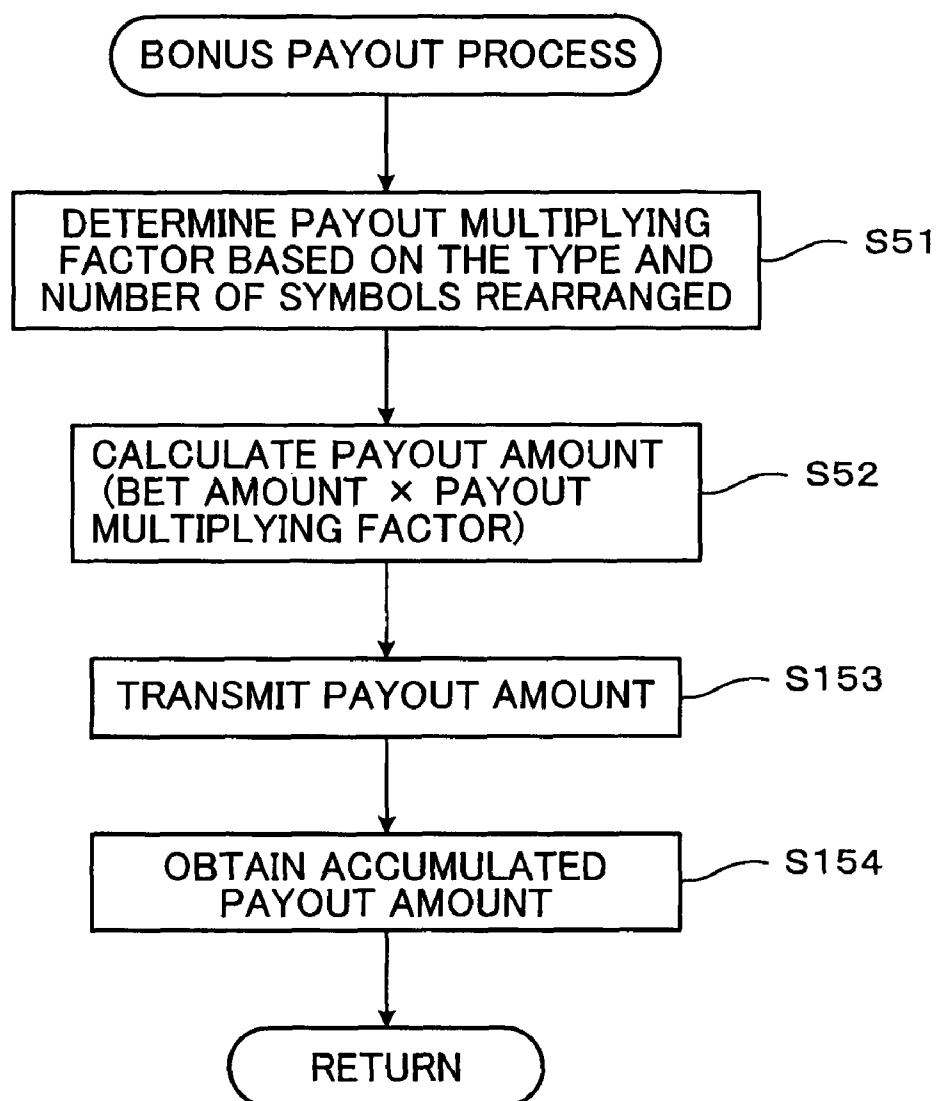 BONUS PAYOUT PROCESS
DETERMINE PAYOUT MULTIPLYING
FACTOR BASED ON THE TYPE AND
NUMBER OF SYMBOLS REARRANGED
S51
CALCULATE PAYOUT AMOUNT
(BET AMOUNT × PAYOUT
MULTIPLYING FACTOR)
S52
TRANSMIT PAYOUT AMOUNT
S153
OBTAIN ACCUMULATED
PAYOUT AMOUNT
S154
RETURN